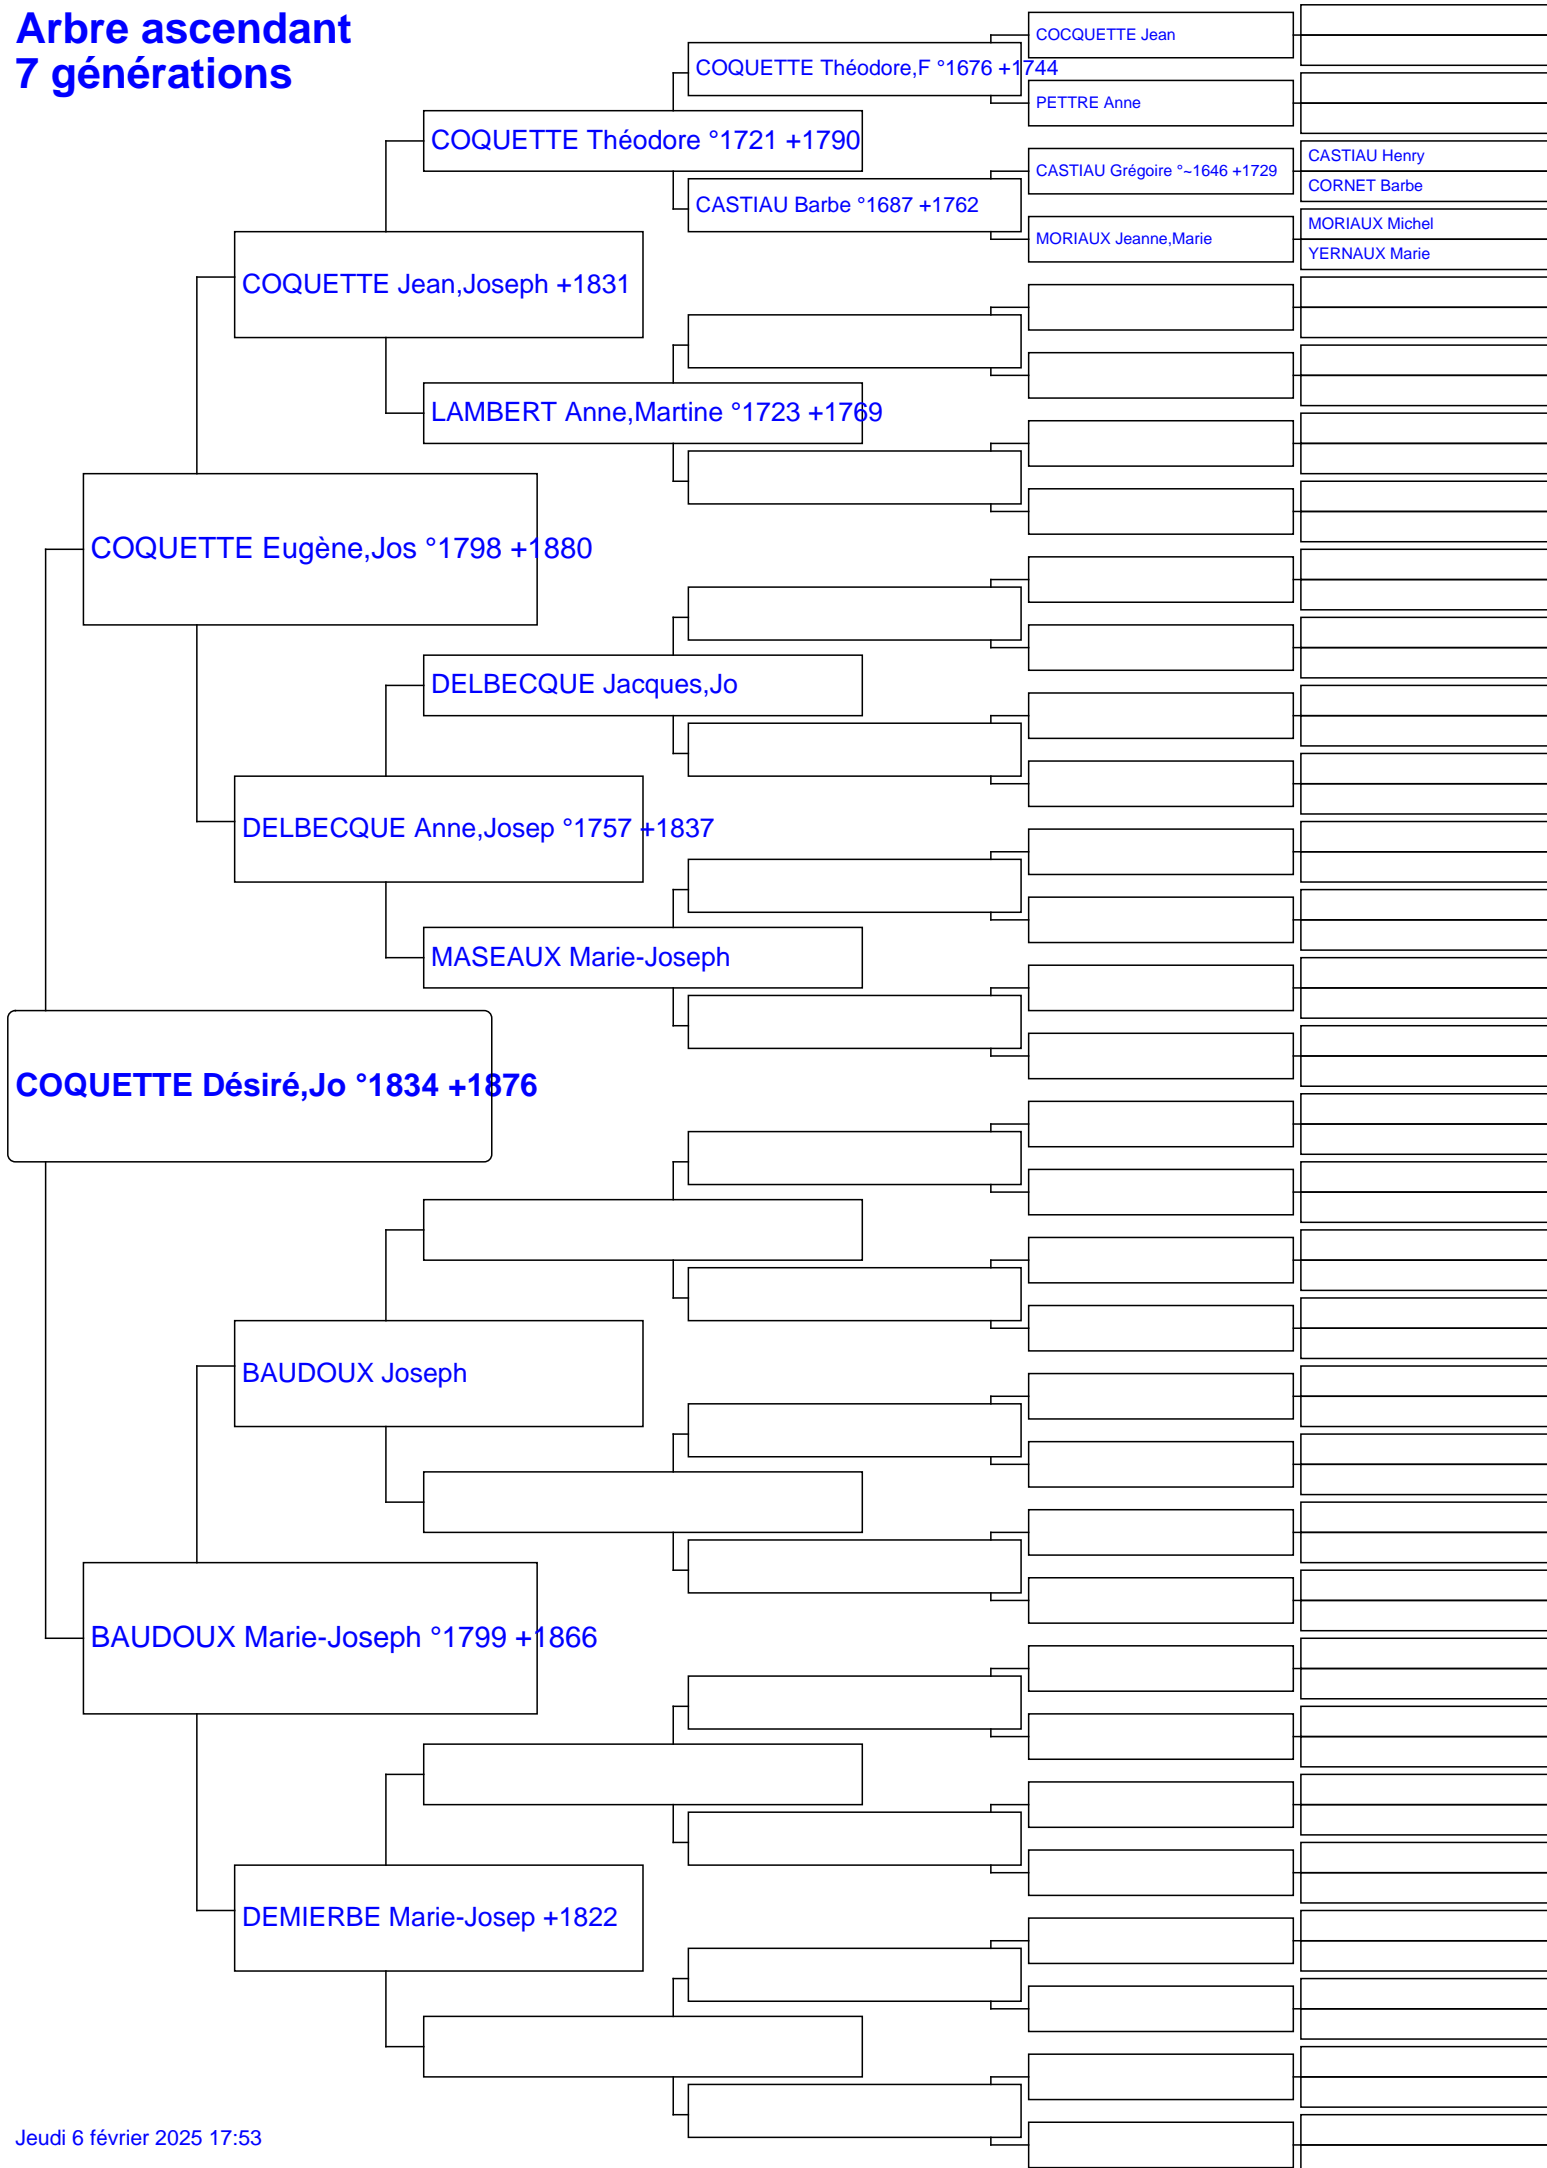 Arbre ascendant
7 générations
COCQUETTE Jean
COQUETTE Théodore,F °1676 +1744
PETTRE Anne
COQUETTE Théodore °1721 +1790
CASTIAU Henry
CASTIAU Grégoire °~1646 +1729
CORNET Barbe
CASTIAU Barbe °1687 +1762
MORIAUX Michel
MORIAUX Jeanne,Marie
YERNAUX Marie
COQUETTE Jean,Joseph +1831
LAMBERT Anne,Martine °1723 +1769
COQUETTE Eugène,Jos °1798 +1880
DELBECQUE Jacques,Jo
DELBECQUE Anne,Josep °1757 +1837
MASEAUX Marie-Joseph
COQUETTE Désiré,Jo °1834 +1876
BAUDOUX Joseph
BAUDOUX Marie-Joseph °1799 +1866
DEMIERBE Marie-Josep +1822
Jeudi 6 février 2025 17:53